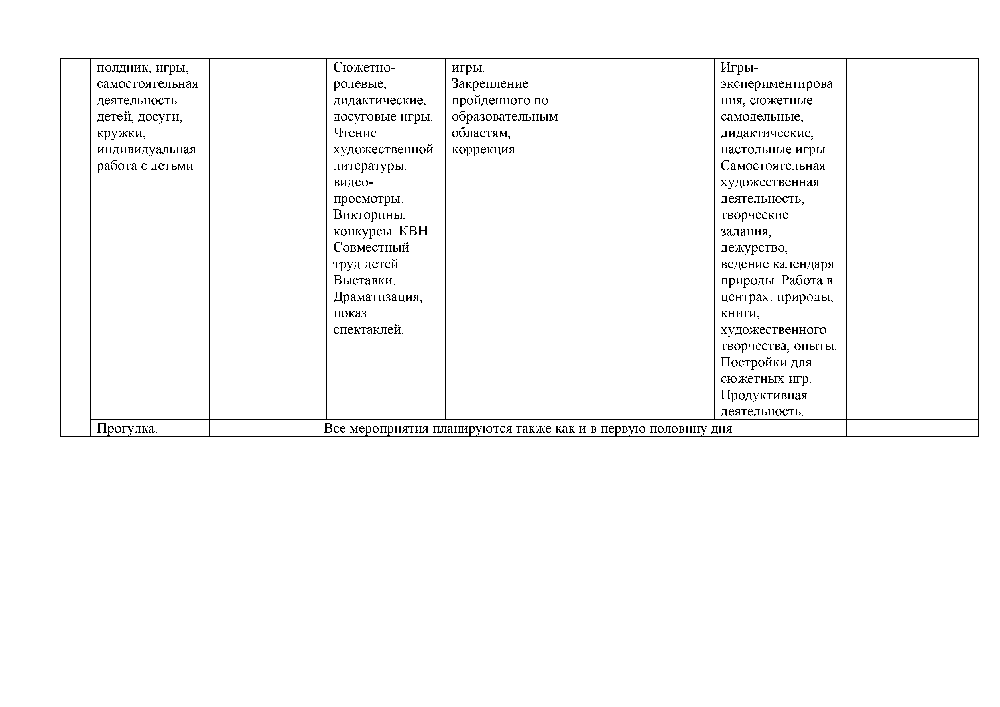 полдник, игры,
самостоятельная
деятельность
детей, досуги,
кружки,
индивидуальная
работа с детьми
Сюжетно-
ролевые,
дидактические,
досуговые игры.
Чтение
художественной
литературы,
видео-
просмотры.
Викторины,
конкурсы, КВН.
Совместный
труд детей.
Выставки.
Драматизация,
показ
спектаклей.
игры.
Закрепление
пройденного по
образовательным
областям,
коррекция.
Игры-
экспериментирова
ния, сюжетные
самодельные,
дидактические,
настольные игры.
Самостоятельная
художественная
деятельность,
творческие
задания,
дежурство,
ведение календаря
природы. Работа в
центрах: природы,
книги,
художественного
творчества, опыты.
Постройки для
сюжетных игр.
Продуктивная
деятельность.
Прогулка.
Все мероприятия планируются также как и в первую половину дня